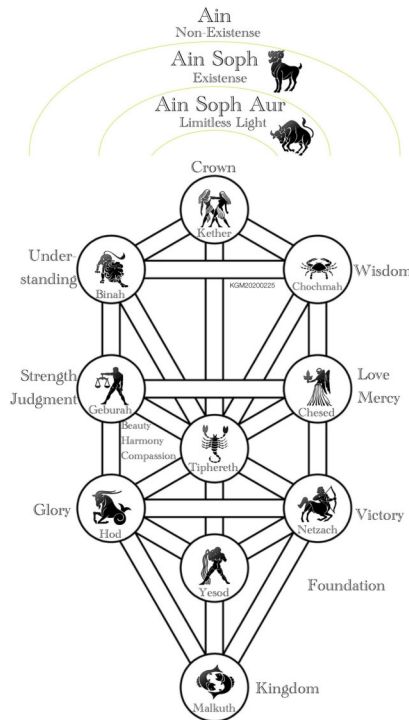 Ain
Non-Existense
Ain Soph
Existense
Ain Soph Aur
Limitless Light
Crown
Kether
Under-
standing
Binah
Wisdom
Chochmah
KGM20200225
Strength
Judgment
Geburah
Love
Mercy
Chesed
Beauty
Harmony
Compassion
Tiphereth
Glory
Hod
Victory
Netzach
Yesod
Foundation
Malkuth
Kingdom